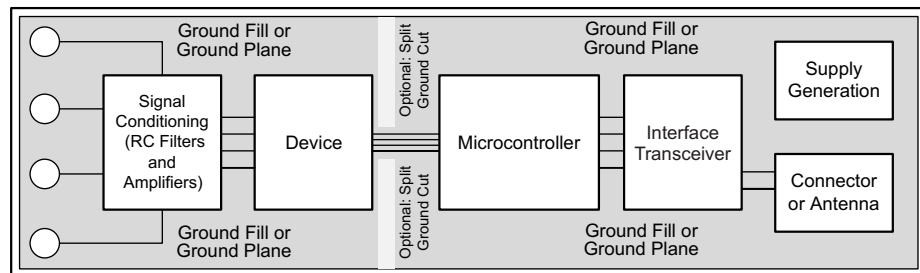 Ground Fill or
Ground Plane
Optional: Split
Ground Cut
Ground Fill or
Ground Plane
Supply
Generation
Signal
Conditioning
(RC Filters
and
Amplifiers)
Device
Microcontroller
Interface
Transceiver
Connector
or Antenna
Ground Fill or
Ground Plane
Optional: Split
Ground Cut
Ground Fill or
Ground Plane